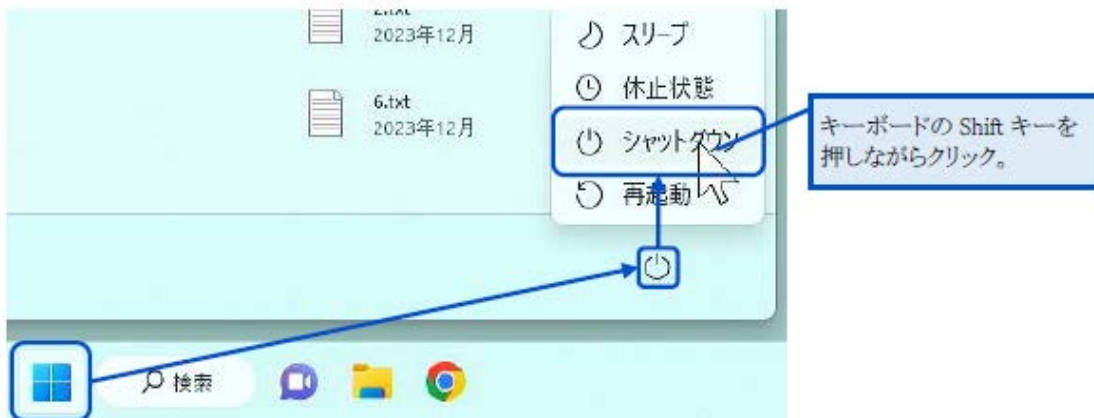 2023年12月
スリープ
休止状態
6.txt
2023年12月
シャットダウン
再起動
キーボードの Shift キーを
押しながらクリック。
検索